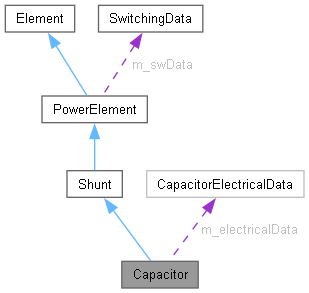 Element
SwitchingData
m_swData
PowerElement
Shunt
CapacitorElectricalData
m_electricalData
Capacitor